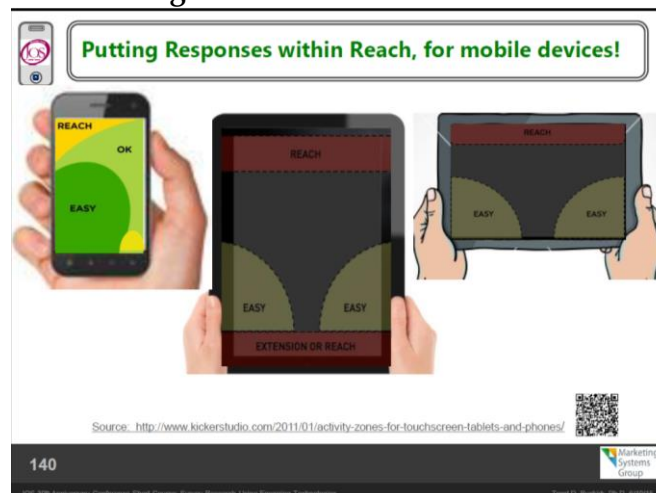 Putting Responses within Reach, for mobile devices!
REACH
OK
EASY
REACH
EASY
EASY
EXTENSION OR REACH
REACH
EASY
EASY
Source: http://www.kickerstudio.com/2011/01/activity-zones-for-touchscreen-tablets-and-phones/
140
Marketing
Systems
Group